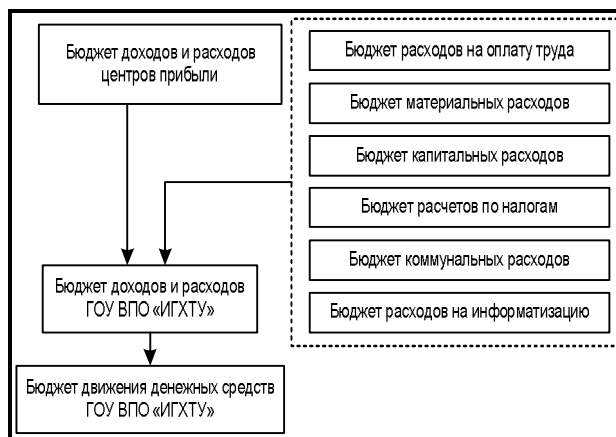 Бюджет доходов и расходов
центров прибыли
Бюджет расходов на оплату труда
Бюджет материальных расходов
Бюджет капитальных расходов
Бюджет расчетов по налогам
Бюджет коммунальных расходов
Бюджет расходов на информатизацию
Бюджет доходов и расходов
ГОУ ВПО «ИГХТУ»
Бюджет движения денежных средств
ГОУ ВПО «ИГХТУ»